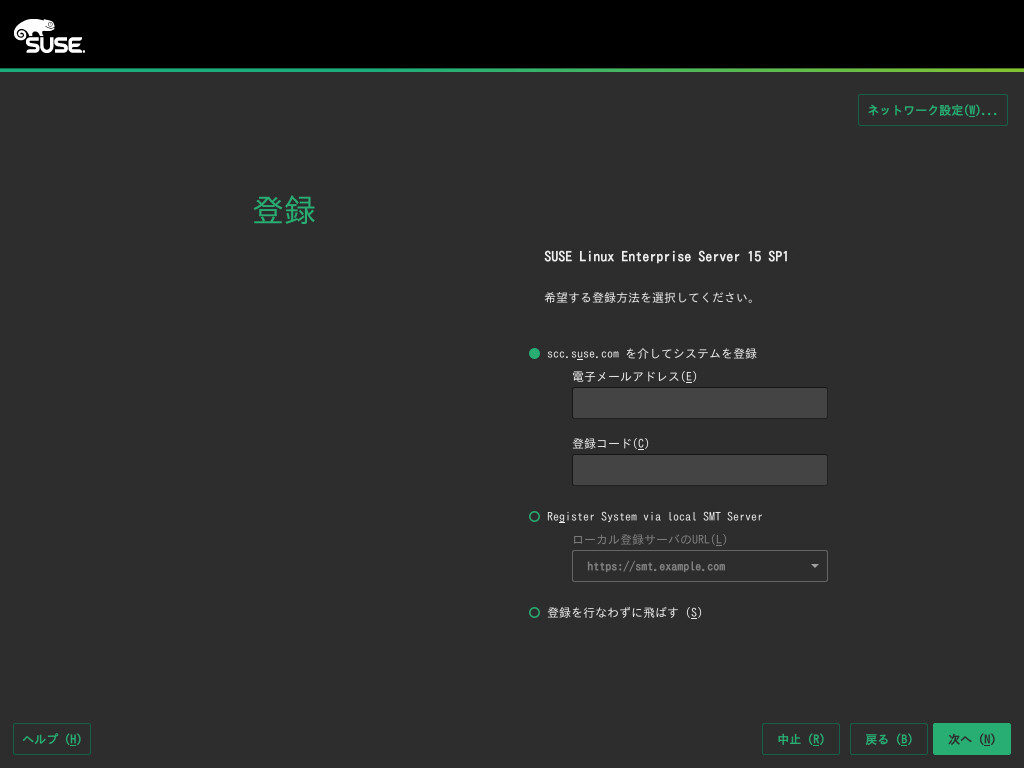 SUSE.
ネットワーク設定(W)...
登録
SUSE Linux Enterprise Server 15 SP1
希望する登録方法を選択してください。
scc.suse.com を介してシステムを登録
電子メールアドレス(E)
登録コード(C)
Register System via local SMT Server
ローカル登録サーバのURL(L)
https://smt.example.com
登録を行なわずに飛ばす (S)
ヘルプ (H)
中止 (R)
戻る (B)
次へ (N)